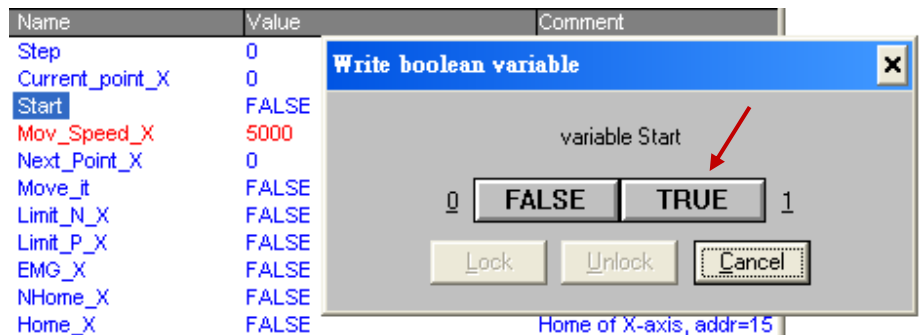 Name Value Comment
Step 0
Current_point_X 0
Start FALSE
Mov_Speed_X 5000
Next_Point_X 0
Move_it FALSE
Limit_N_X FALSE
Limit_P_X FALSE
EMG_X FALSE
NHome_X FALSE
Home_X FALSE Home of X-axis, addr=15
Write boolean variable
variable Start
0 FALSE TRUE 1
Lock Unlock Cancel